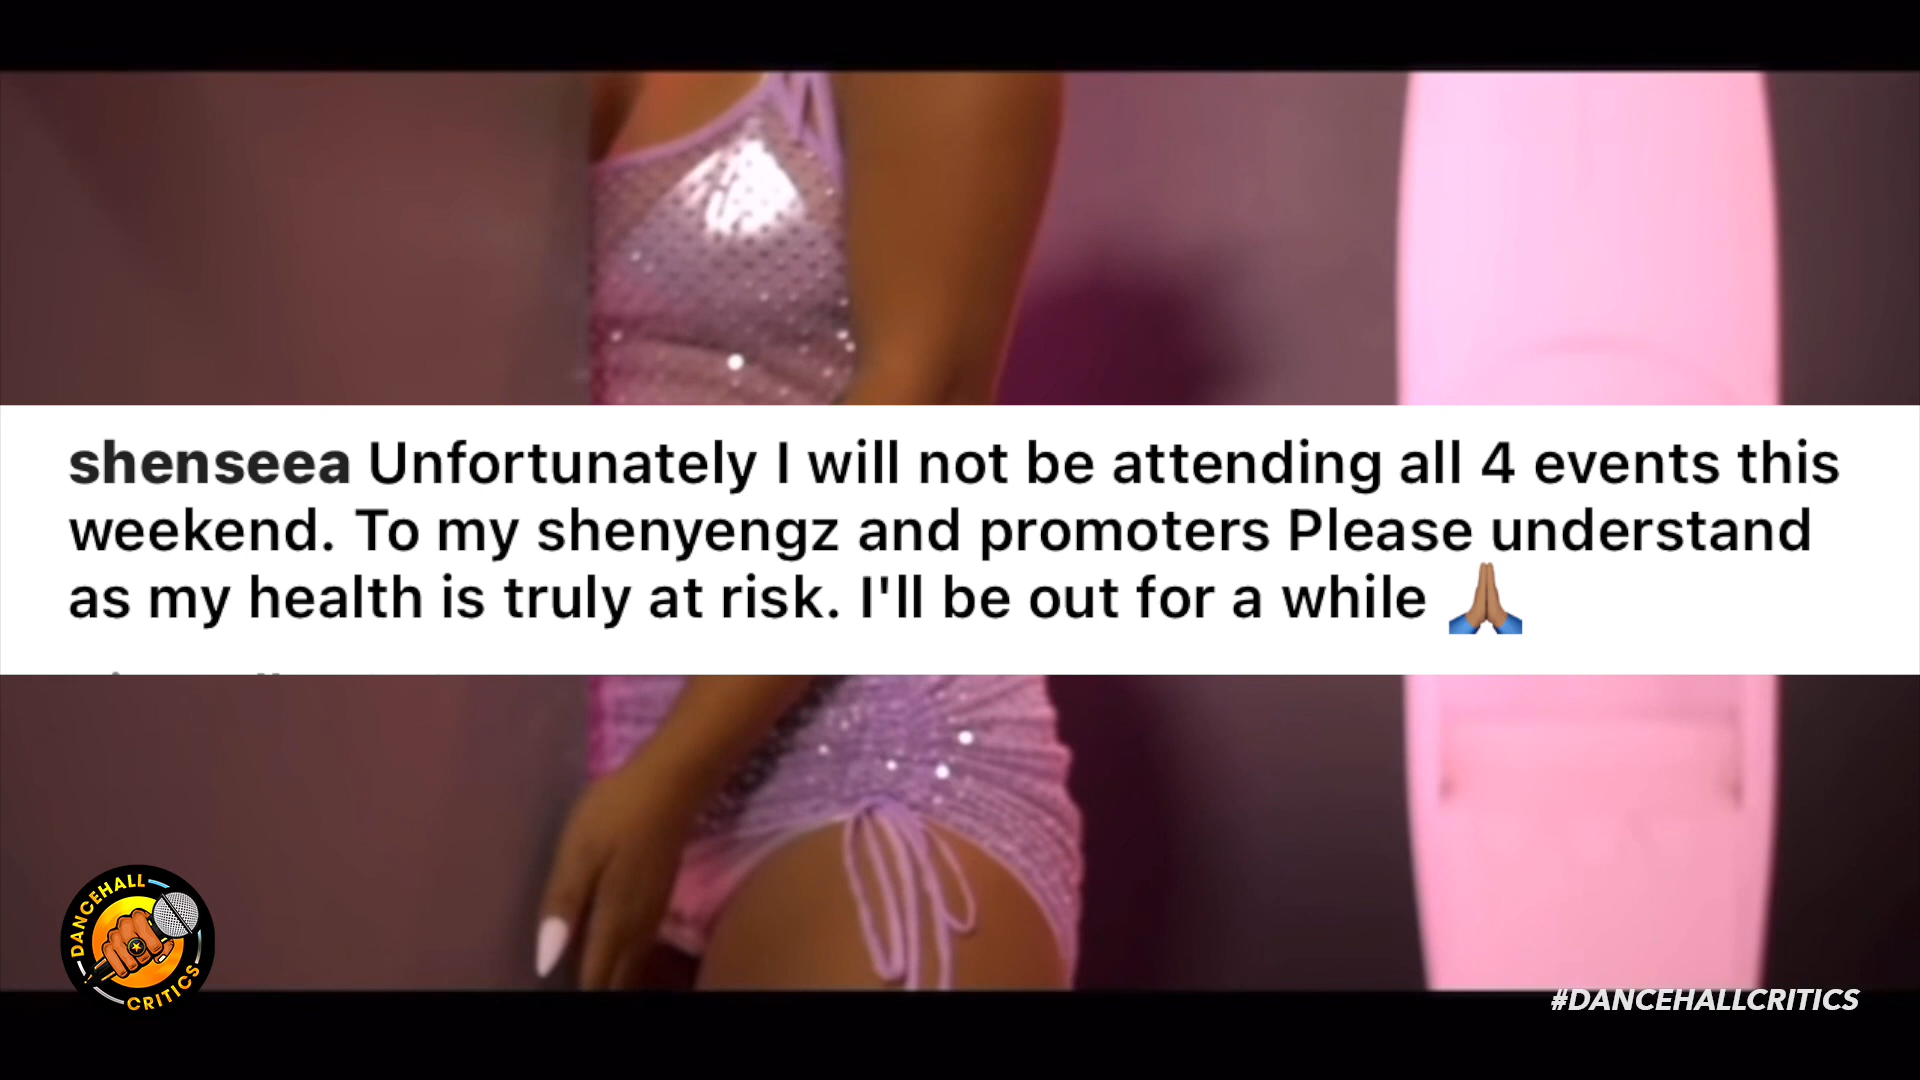 shenseea Unfortunately I will not be attending all 4 events this
weekend. To my shenyengz and promoters Please understand
as my health is truly at risk. I'll be out for a while 🙏🏽
DANCEHALL
CRITICS
#DANCEHALLCRITICS